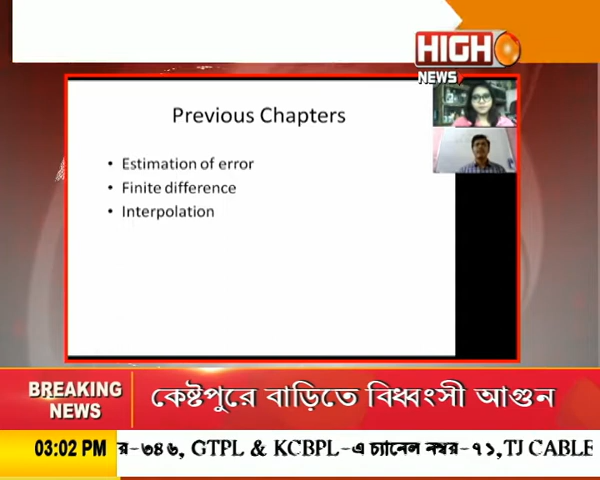 HIGH
NEWS
Previous Chapters
• Estimation of error
• Finite difference
• Interpolation
BREAKING NEWS
কেষ্টপুরে বাড়িতে বিধ্বংসী আগুন
03:02 PM
র-৩৪৬, GTPL & KCBPL-এ চ্যানেল নম্বর-৭১,TJ CABLE